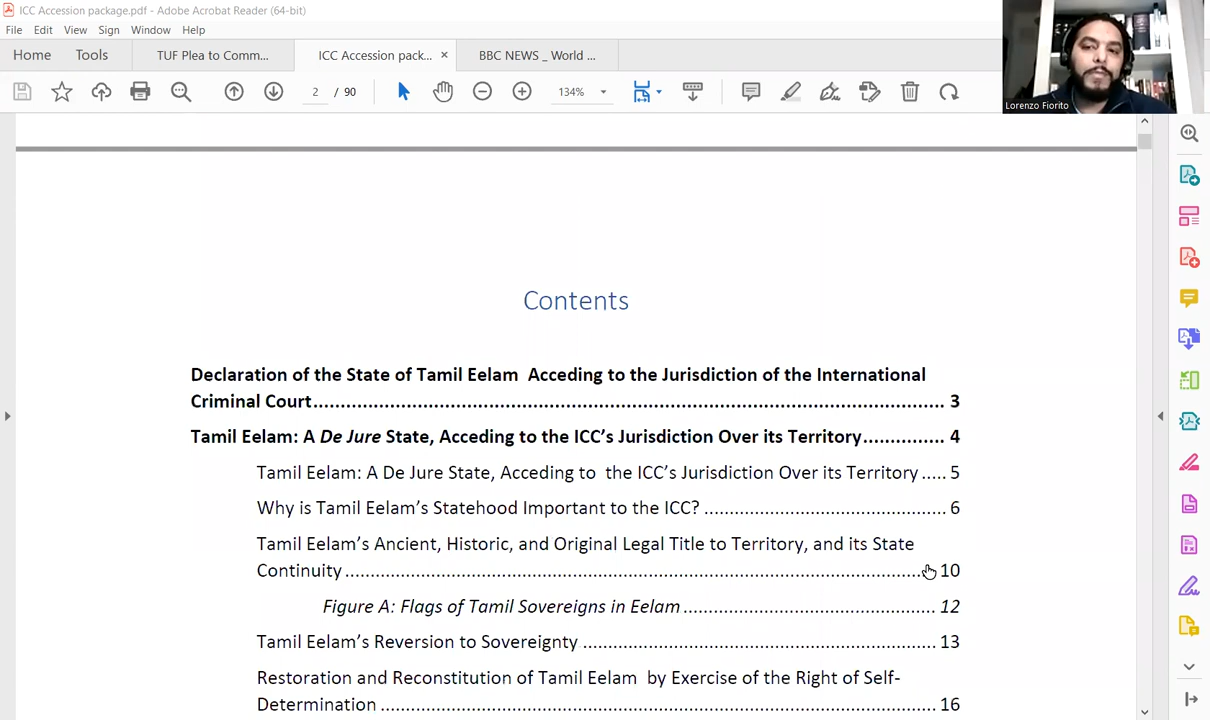 ICC Accession package.pdf - Adobe Acrobat Reader (64-bit)
File Edit View Sign Window Help
Home Tools TUF Plea to Comm... ICC Accession pack... × BBC NEWS _ World ...
2 / 90 134%
Lorenzo Fiorito
Contents
Declaration of the State of Tamil Eelam Acceding to the Jurisdiction of the International
Criminal Court 3
Tamil Eelam: A De Jure State, Acceding to the ICC’s Jurisdiction Over its Territory 4
Tamil Eelam: A De Jure State, Acceding to the ICC’s Jurisdiction Over its Territory 5
Why is Tamil Eelam’s Statehood Important to the ICC? 6
Tamil Eelam’s Ancient, Historic, and Original Legal Title to Territory, and its State
Continuity 10
Figure A: Flags of Tamil Sovereigns in Eelam 12
Tamil Eelam’s Reversion to Sovereignty 13
Restoration and Reconstitution of Tamil Eelam by Exercise of the Right of Self-
Determination 16